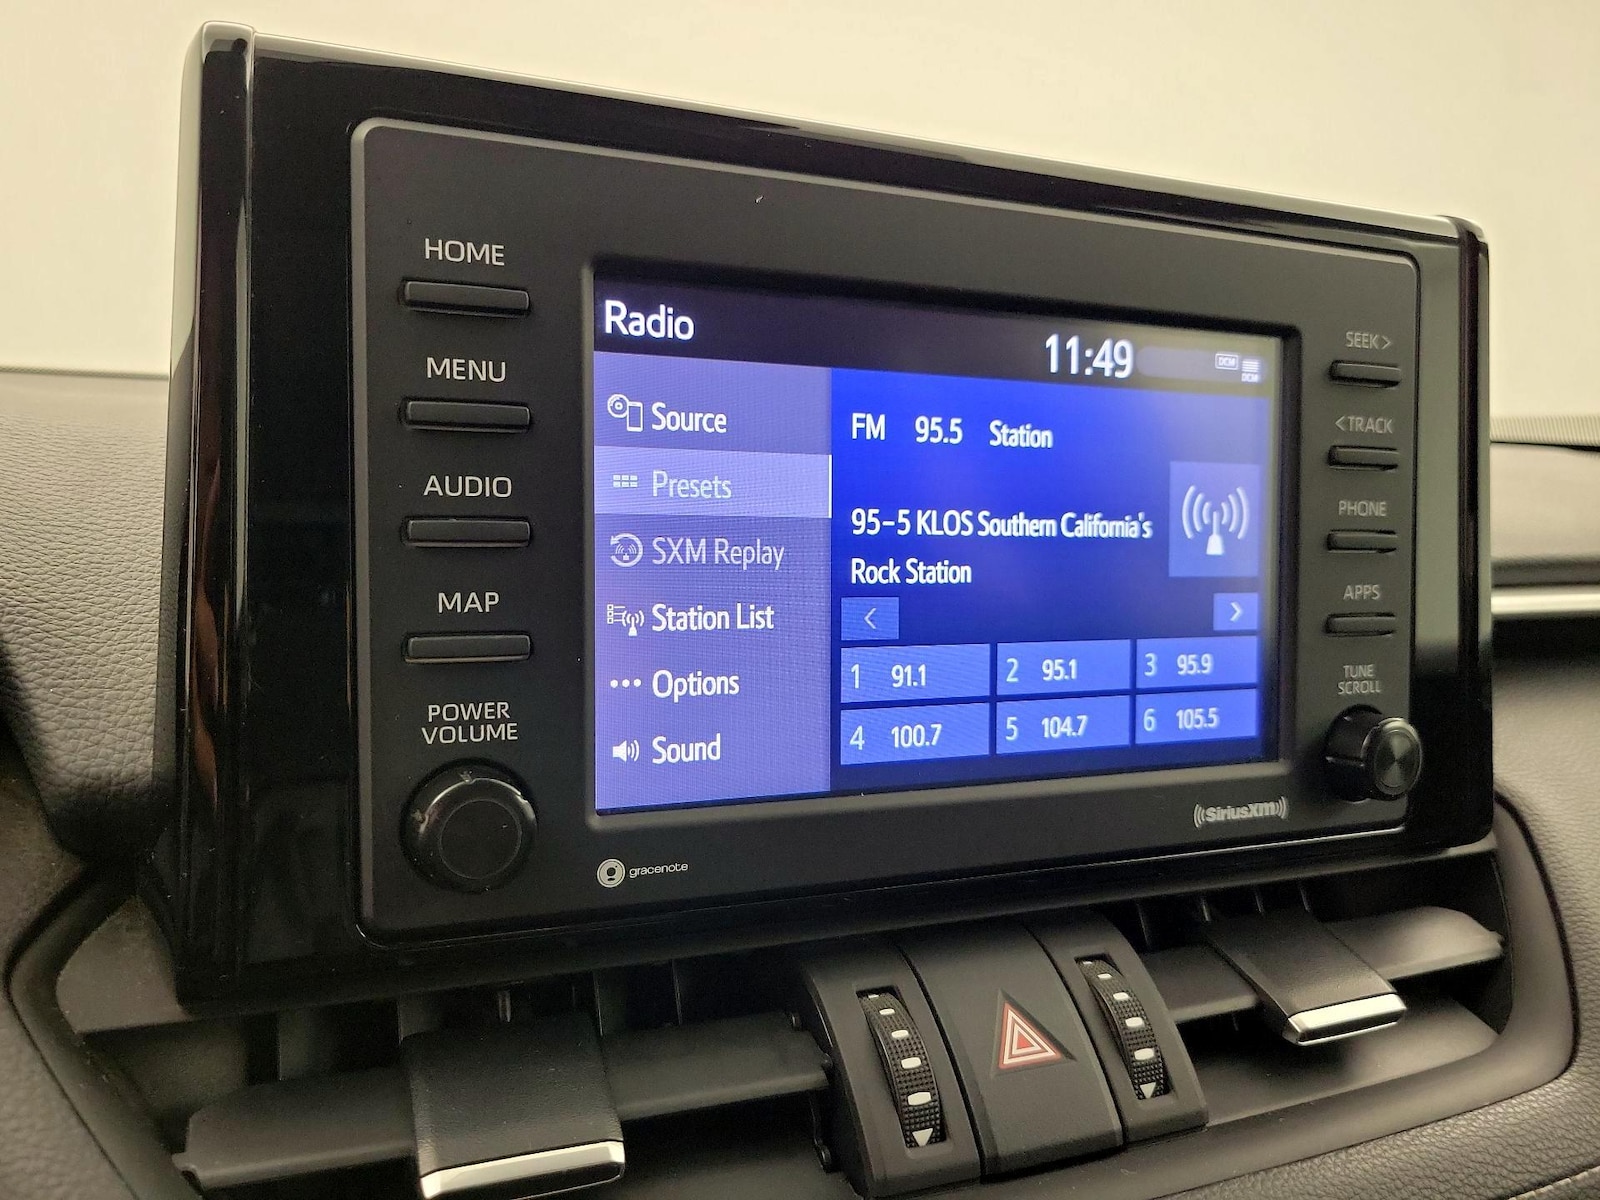 HOME
MENU
AUDIO
MAP
POWER
VOLUME
Radio
11:49
DCM
DCM
Source
Presets
SXM Replay
Station List
Options
Sound
FM 95.5 Station
95-5 KLOS Southern California's
Rock Station
<
>
1 91.1 2 95.1 3 95.9
4 100.7 5 104.7 6 105.5
SEEK >
< TRACK
PHONE
APPS
TUNE
SCROLL
gracenote
((SiriusXM))